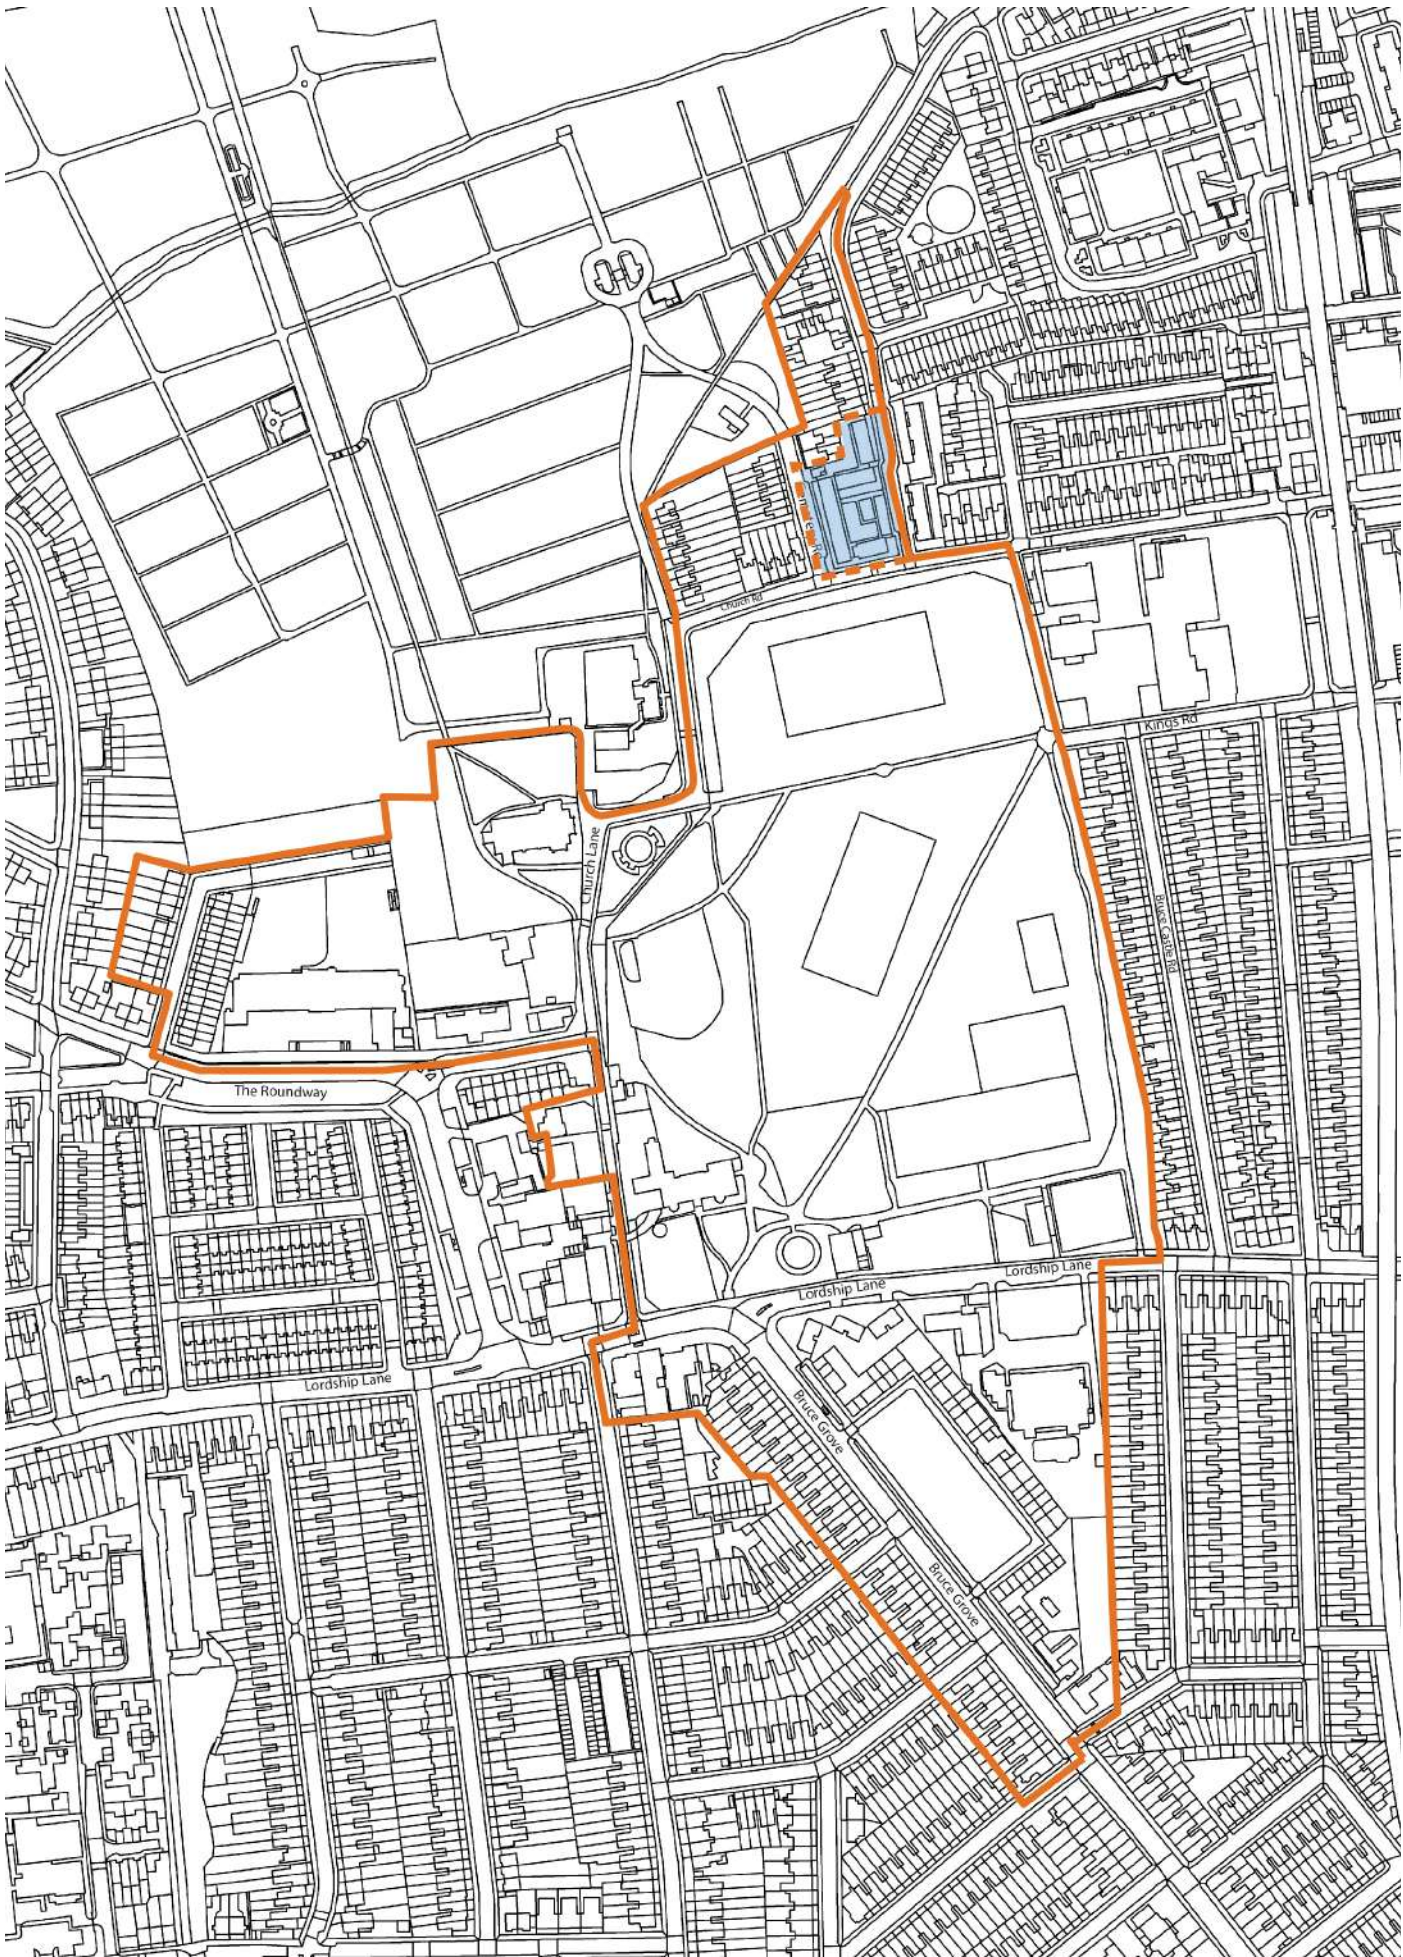 Church Rd
Kings Rd
Church Lane
Bruce Castle Rd
The Roundway
Lordship Lane
Lordship Lane
Lordship Lane
Bruce Grove
Bruce Grove